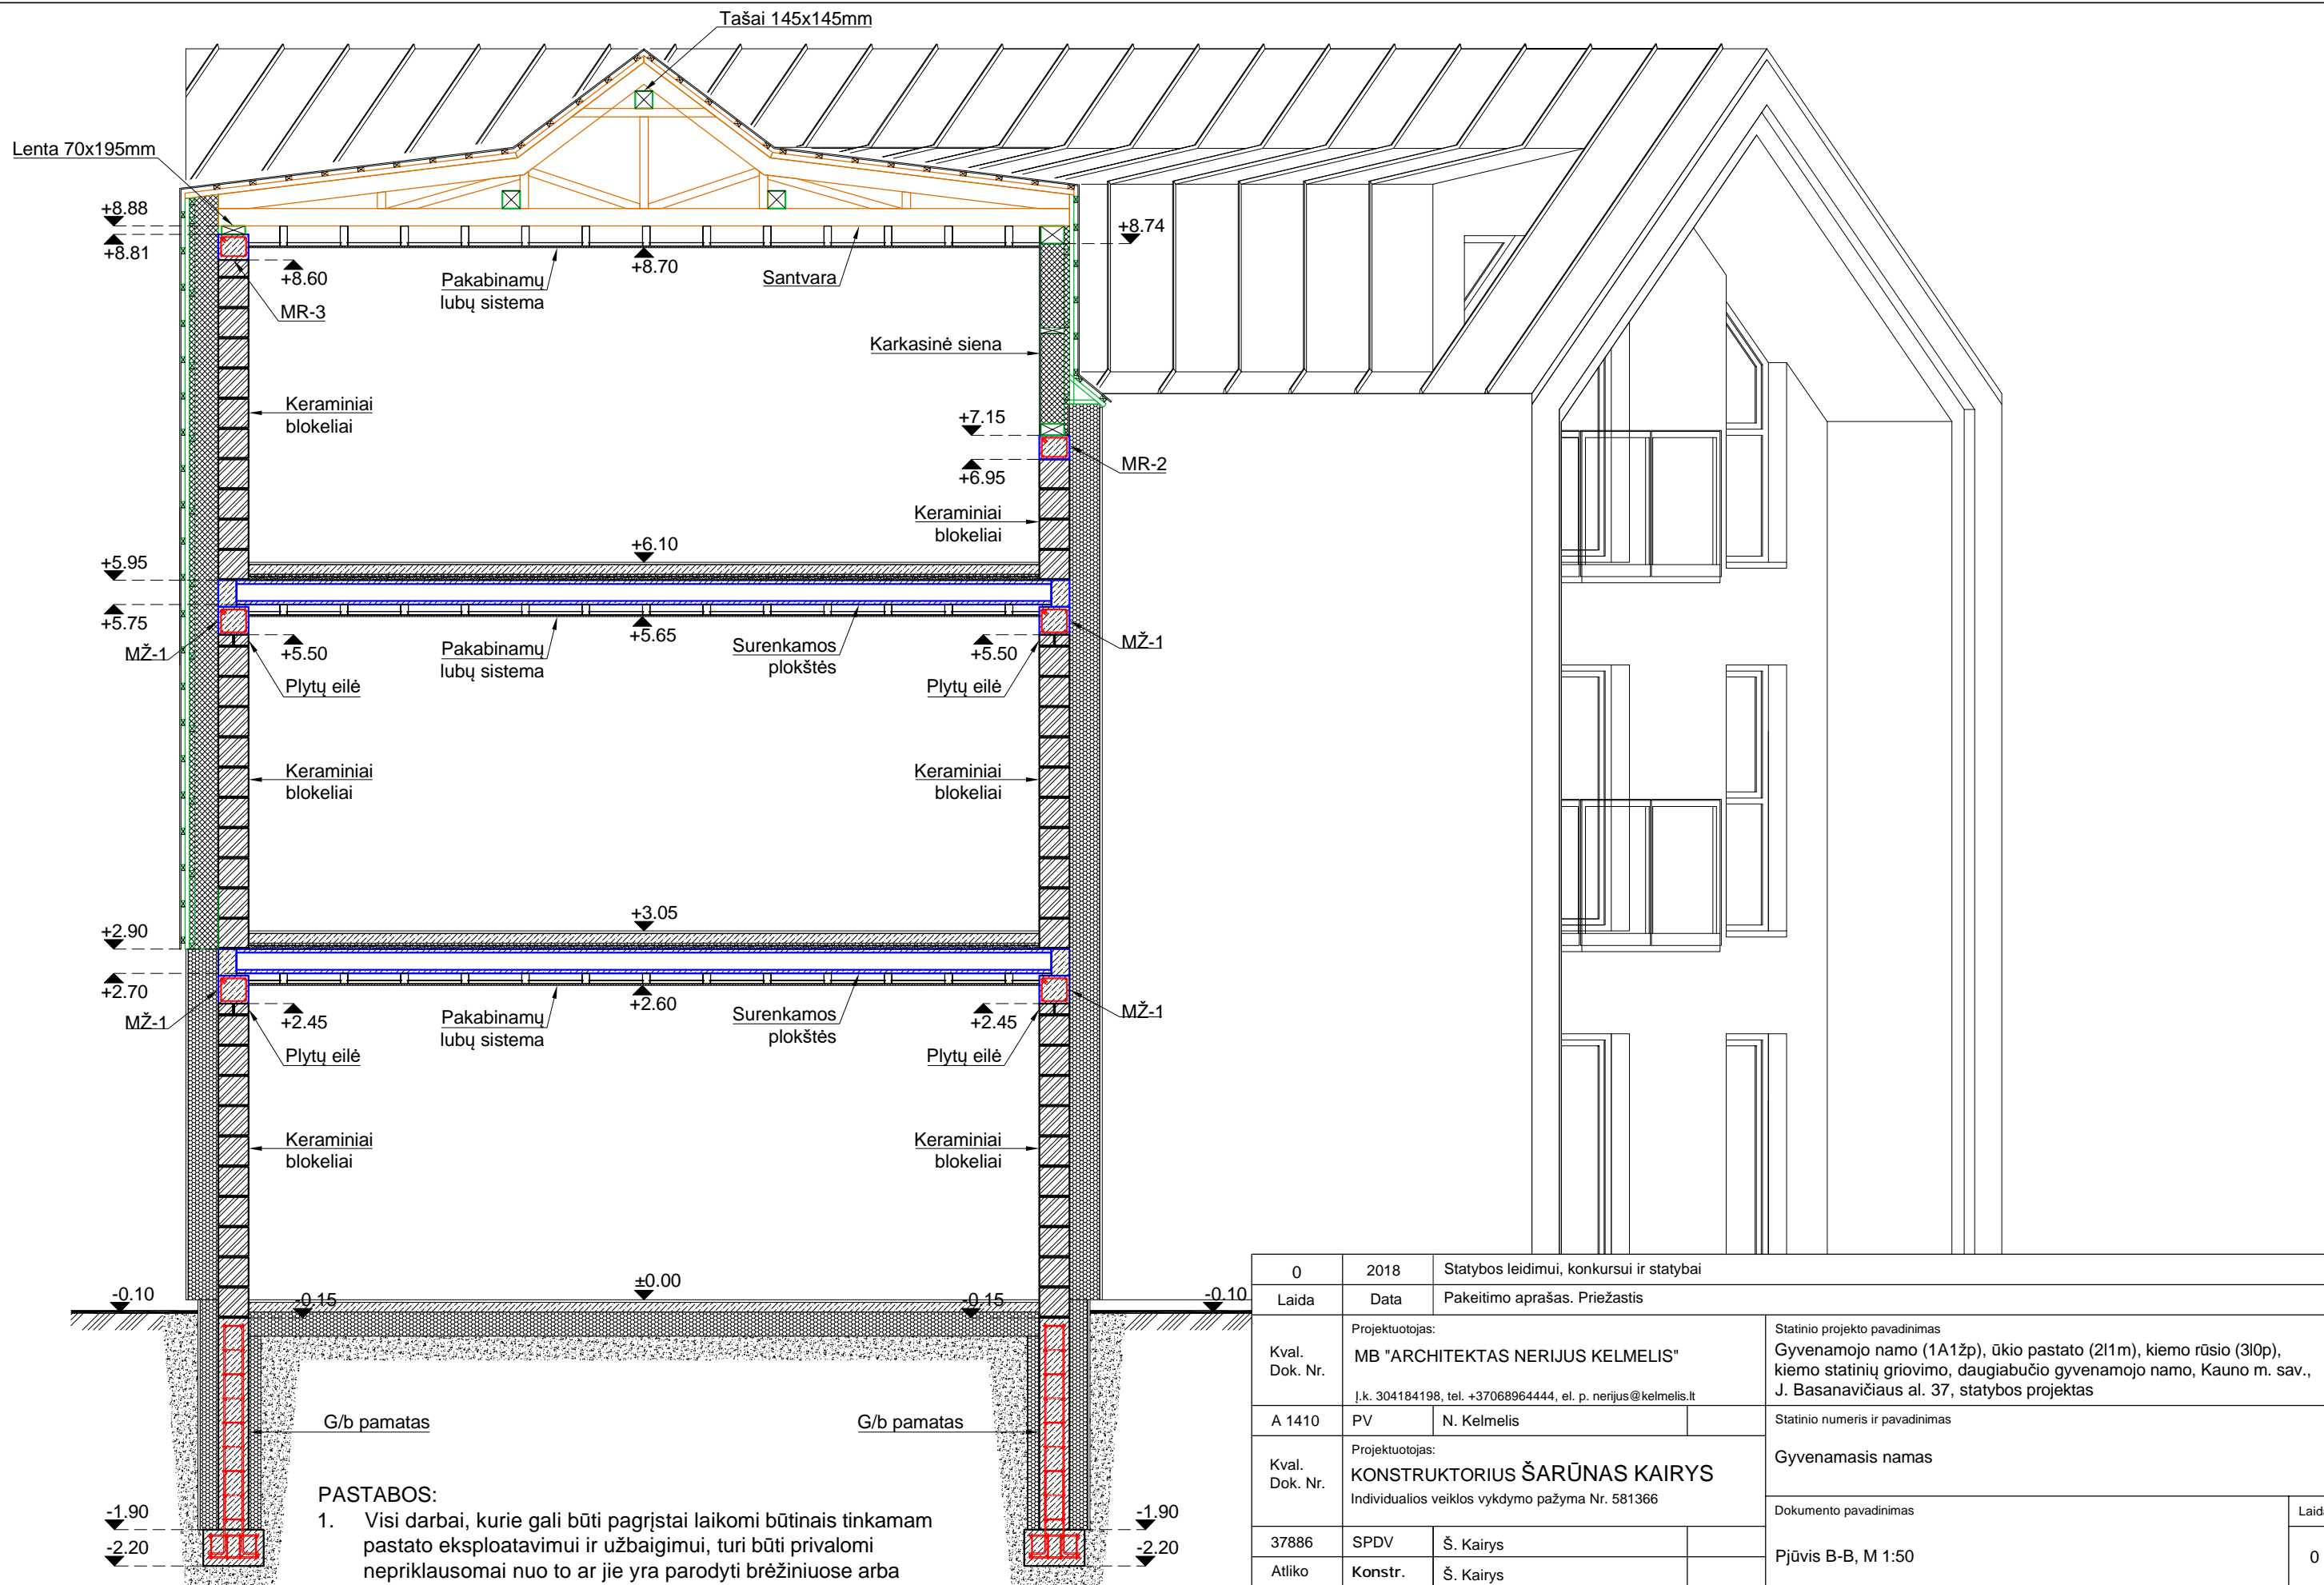 Tašai 145x145mm
Lenta 70x195mm
+8.88
+8.81
+8.74
+8.60
MR-3
Pakabinamų
lubų sistema
+8.70
Santvara
Karkasinė siena
Keraminiai
blokeliai
+7.15
MR-2
+6.95
Keraminiai
blokeliai
+6.10
+5.95
+5.75
MŽ-1
+5.50
Plytų eilė
Pakabinamų
lubų sistema
+5.65
Surenkamos
plokštės
+5.50
MŽ-1
Plytų eilė
Keraminiai
blokeliai
Keraminiai
blokeliai
+3.05
+2.90
+2.70
MŽ-1
+2.45
Plytų eilė
Pakabinamų
lubų sistema
+2.60
Surenkamos
plokštės
+2.45
MŽ-1
Plytų eilė
Keraminiai
blokeliai
Keraminiai
blokeliai
-0.10
-0.15
±0.00
-0.15
-0.10
G/b pamatas
G/b pamatas
-1.90
-2.20
-1.90
-2.20
PASTABOS:
1. Visi darbai, kurie gali būti pagrįstai laikomi būtinais tinkamam
pastato eksploatavimui ir užbaigimui, turi būti privalomi
nepriklausomai nuo to ar jie yra parodyti brėžiniuose arba
0 2018 Statybos leidimui, konkursui ir statybai
Laida Data Pakeitimo aprašas. Priežastis
Kval.
Dok. Nr.
Projektuotojas:
MB "ARCHITEKTAS NERIJUS KELMELIS"
Į.k. 304184198, tel. +37068964444, el. p. nerijus@kelmelis.lt
Statinio projekto pavadinimas
Gyvenamojo namo (1A1žp), ūkio pastato (2I1m), kiemo rūsio (3I0p),
kiemo statinių griovimo, daugiabučio gyvenamojo namo, Kauno m. sav.,
J. Basanavičiaus al. 37, statybos projektas
A 1410 PV N. Kelmelis
Statinio numeris ir pavadinimas
Gyvenamasis namas
Kval.
Dok. Nr.
Projektuotojas:
KONSTRUKTORIUS ŠARŪNAS KAIRYS
Individualios veiklos vykdymo pažyma Nr. 581366
Dokumento pavadinimas
Laida
37886 SPDV Š. Kairys
Pjūvis B-B, M 1:50
0
Atliko Konstr. Š. Kairys